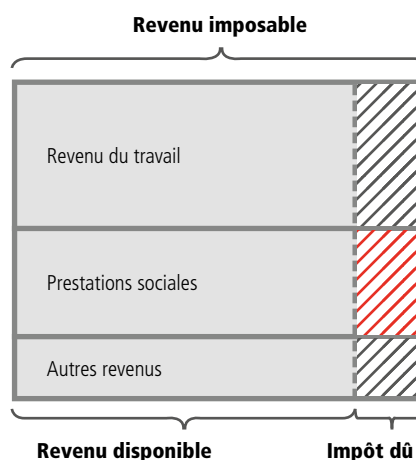 Revenu imposable
Revenu du travail
Prestations sociales
Autres revenus
Revenu disponible Impôt dû